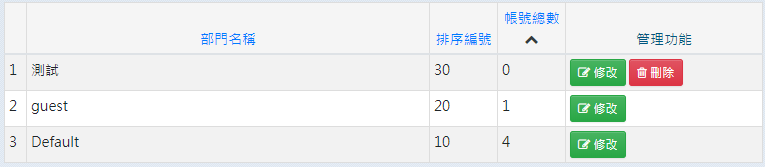 部門名稱 排序編號 帳號總數 管理功能
1 測試 30 0 修改 刪除
2 guest 20 1 修改
3 Default 10 4 修改